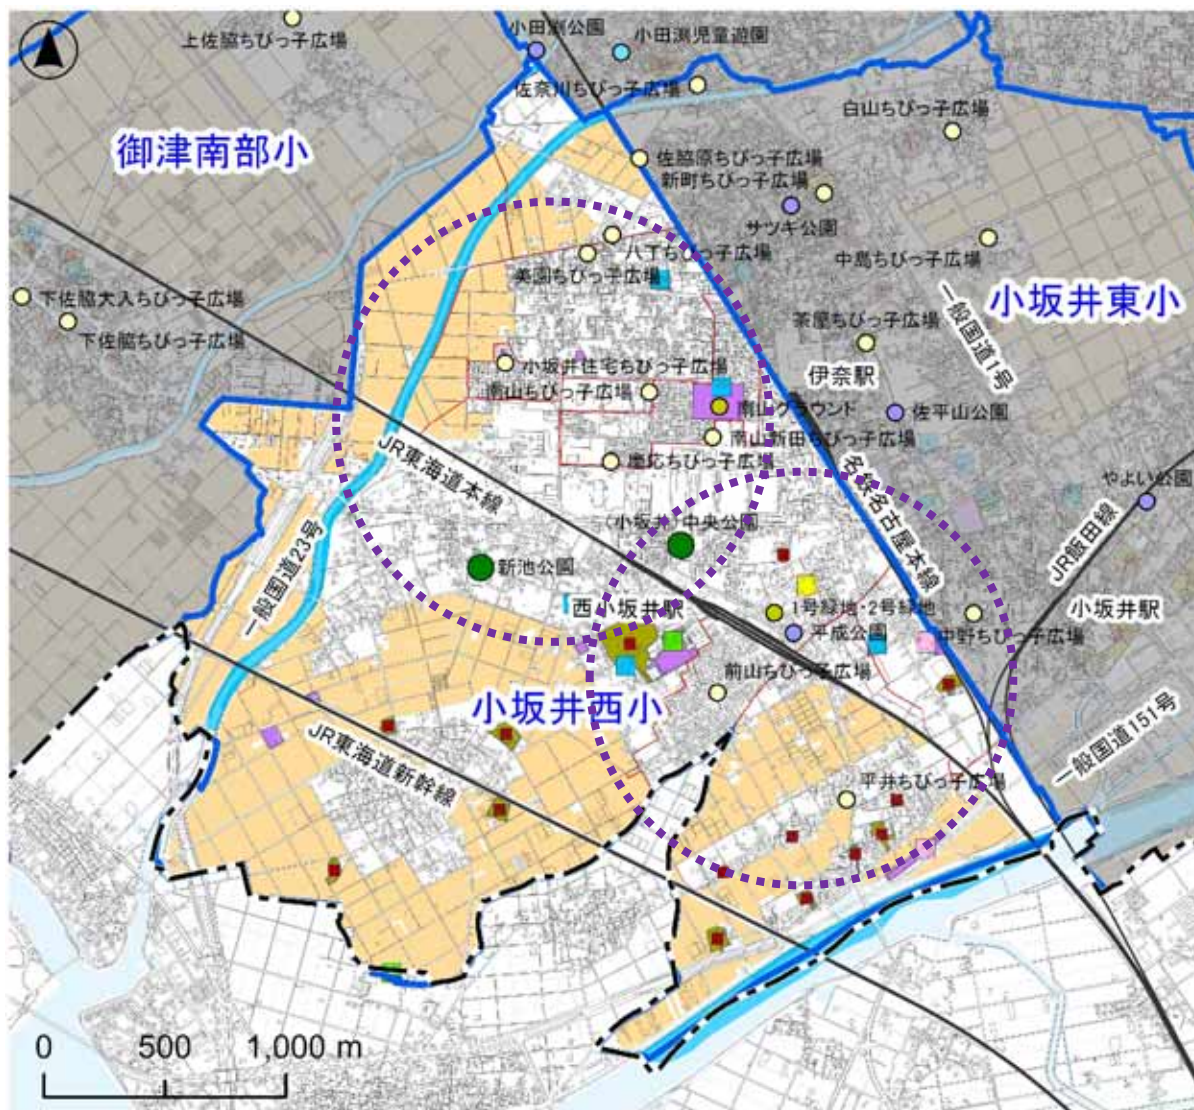 上佐脇ちびっ子広場
小田渕公園
小田渕児童遊園
佐奈川ちびっ子広場
白山ちびっ子広場
御津南部小
佐脇原ちびっ子広場
新町ちびっ子広場
サツキ公園
八丁ちびっ子広場
美園ちびっ子広場
中島ちびっ子広場
一般国道1号
小坂井東小
下佐脇大入ちびっ子広場
下佐脇ちびっ子広場
茶屋ちびっ子広場
伊奈駅
小坂井住宅ちびっ子広場
南山ちびっ子広場
南山グラウンド
佐平山公園
南山新田ちびっ子広場
JR東海道本線
慶応ちびっ子広場
名鉄名古屋本線
やよい公園
(小坂井)中央公園
JR飯田線
一般国道23号
新池公園
西小坂井駅
1号緑地・2号緑地
小坂井駅
平成公園
中野ちびっ子広場
前山ちびっ子広場
小坂井西小
JR東海道新幹線
一般国道151号
平井ちびっ子広場
0 500 1,000 m